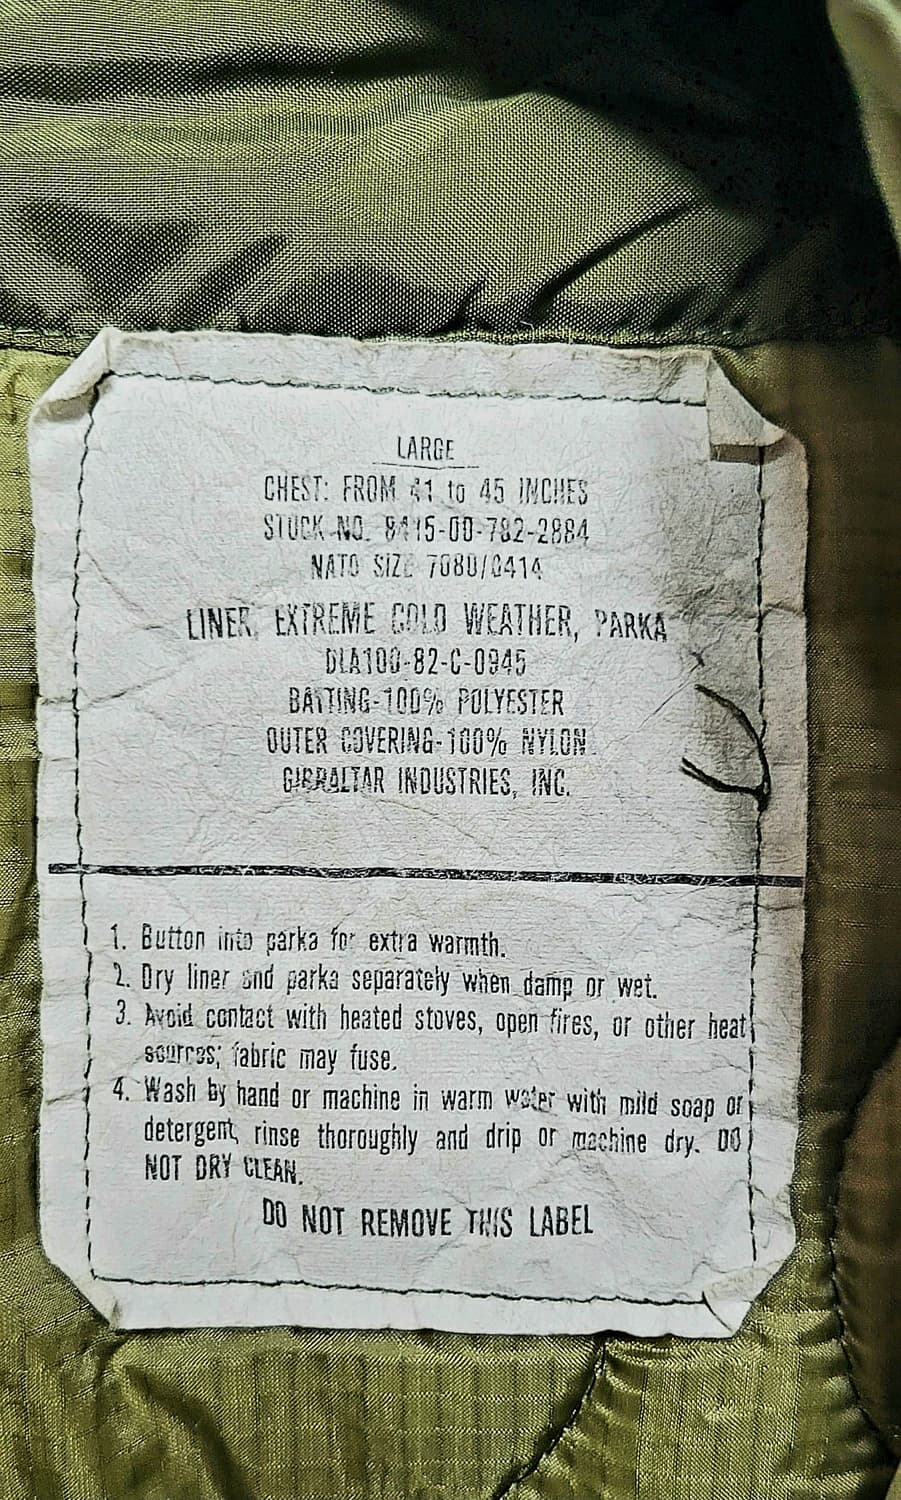 LARGE
CHEST: FROM 41 to 45 INCHES
STOCK NO. 8415-00-782-2884
NATO SIZE 7080/0414
LINER, EXTREME COLD WEATHER, PARKA
DLA100-82-C-0945
BATTING-100% POLYESTER
OUTER COVERING-100% NYLON
GIBRALTAR INDUSTRIES, INC.
1. Button into parka for extra warmth.
2. Dry liner and parka separately when damp or wet.
3. Avoid contact with heated stoves, open fires, or other heat
sources; fabric may fuse.
4. Wash by hand or machine in warm water with mild soap or
detergent, rinse thoroughly and drip or machine dry. DO
NOT DRY CLEAN.
DO NOT REMOVE THIS LABEL